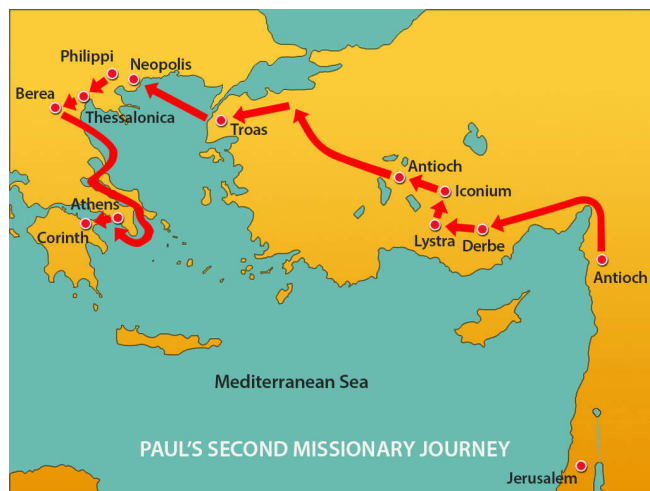 Philippi
Neopolis
Berea
Thessalonica
Troas
Antioch
Iconium
Athens
Corinth
Lystra
Derbe
Antioch
Mediterranean Sea
PAUL'S SECOND MISSIONARY JOURNEY
Jerusalem